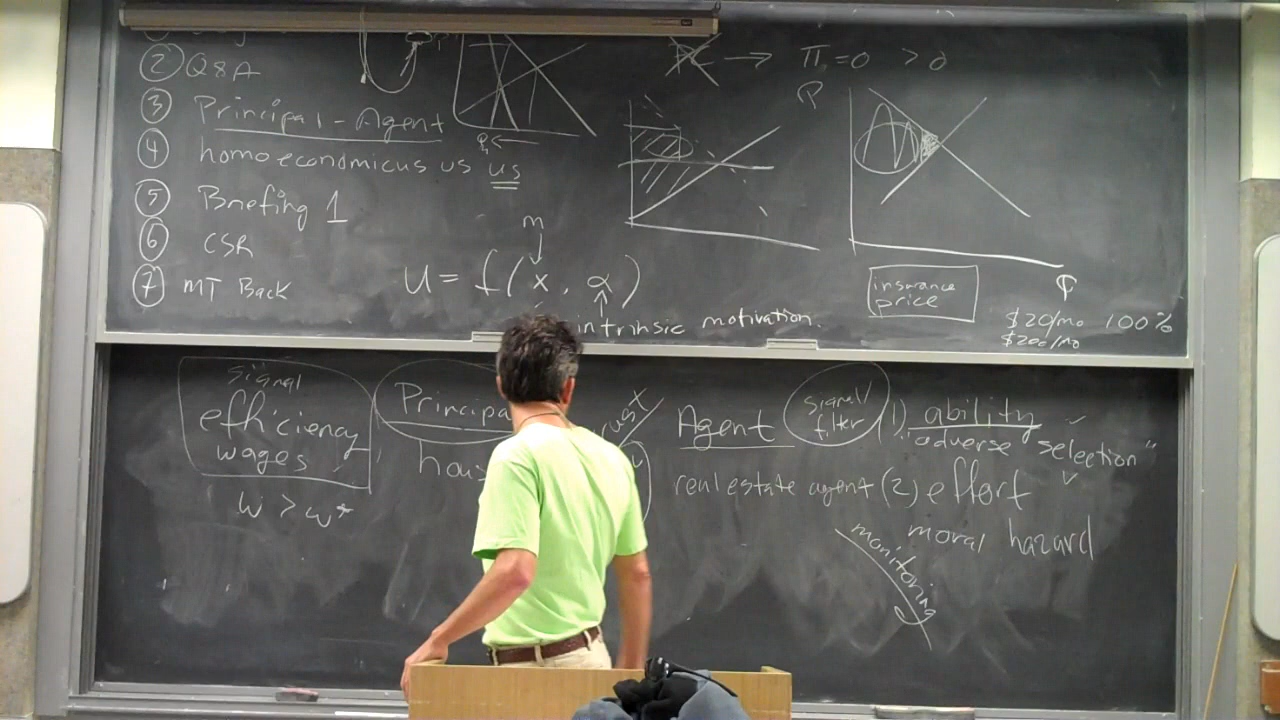 ② Q&A
③ Principal-Agent
④ homo economicus us us
⑤ Briefing 1
⑥ CSR
⑦ MT Back
→ Π =0 >0
P
m
U = f(x, α)
intrinsic motivation.
insurance
price
$20/mo 100%
$200/mo
signal
efficiency
wages
w > w*
Principa
hou
Agent
signal/
filter
(1) ability
"adverse selection"
real estate agent (2) effort
moral hazard
monitoring